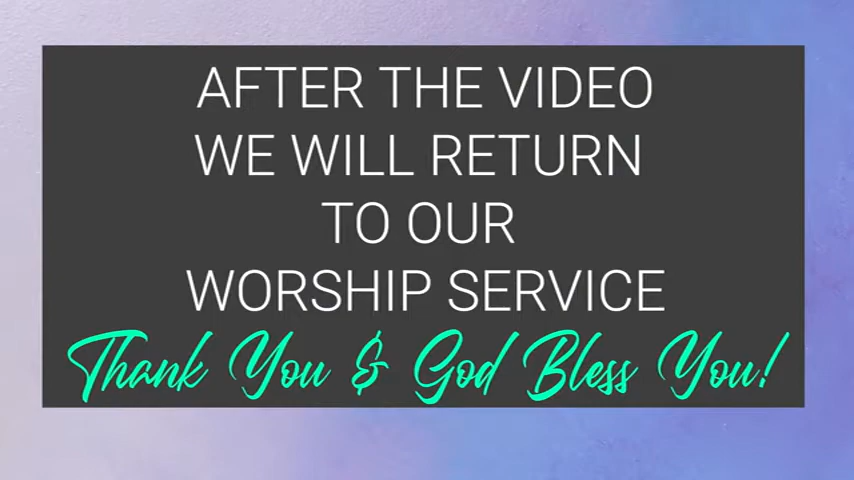 AFTER THE VIDEO
WE WILL RETURN
TO OUR
WORSHIP SERVICE
Thank You & God Bless You!